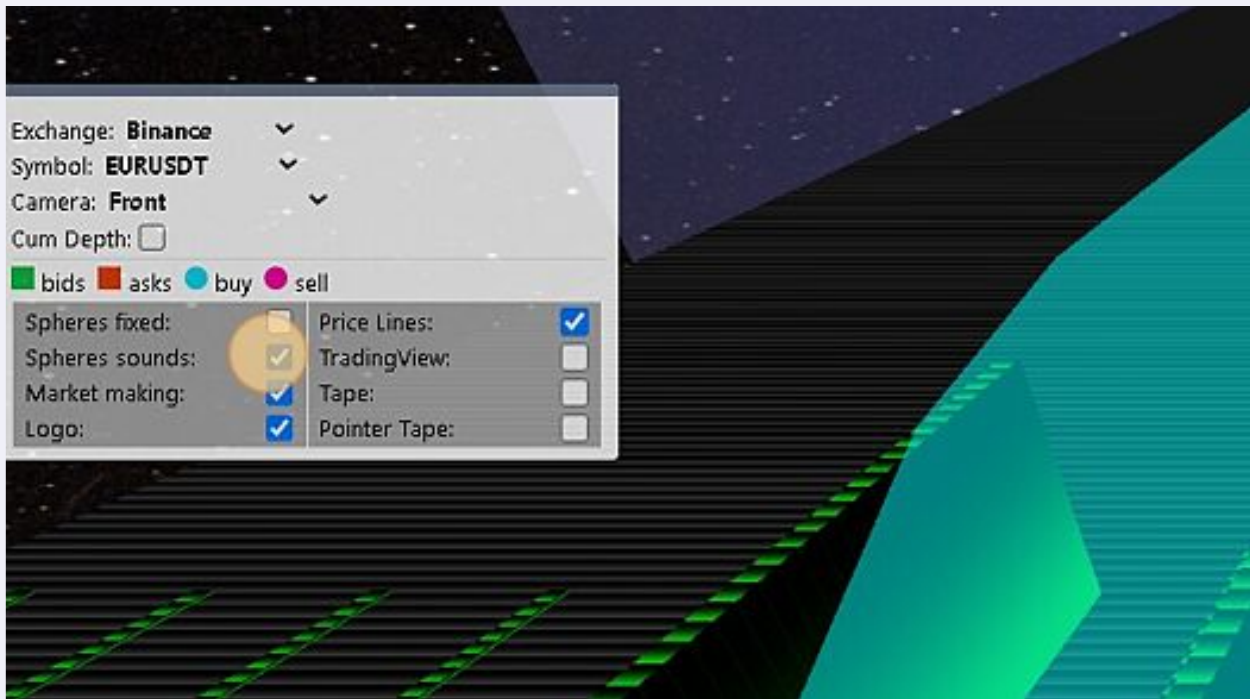 Exchange: Binance
Symbol: EURUSDT
Camera: Front
Cum Depth:
bids asks buy sell
Spheres fixed: Price Lines:
Spheres sounds: TradingView:
Market making: Tape:
Logo: Pointer Tape: